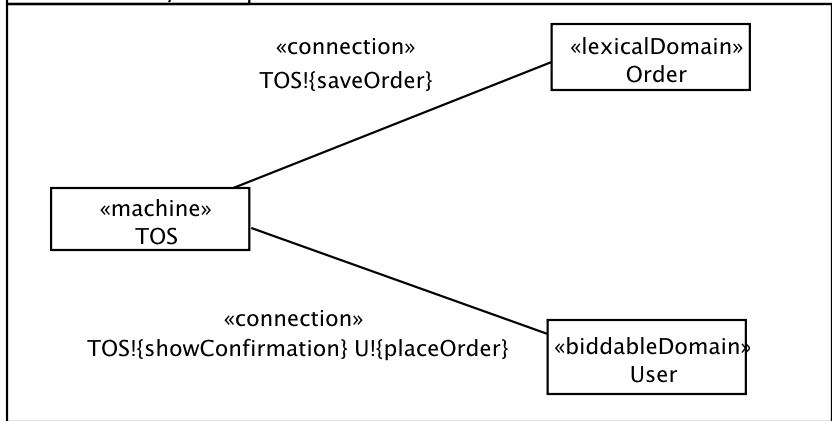 «connection»
TOS!{saveOrder}
«lexicalDomain»
Order
«machine»
TOS
«connection»
TOS!{showConfirmation} U!{placeOrder}
«biddableDomain»
User